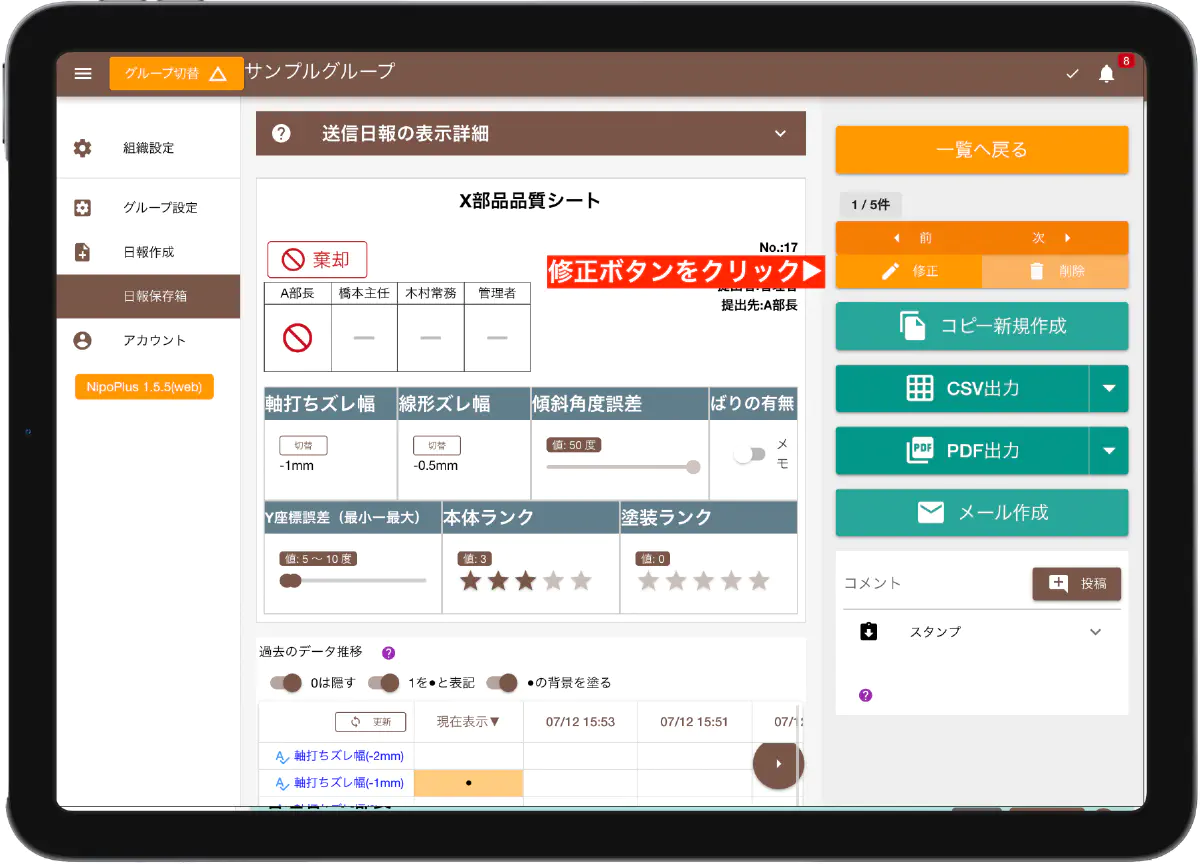 グループ切替
サンプルグループ
8
組織設定
グループ設定
日報作成
日報保存箱
アカウント
NipoPlus 1.5.5(web)
送信日報の表示詳細
X部品品質シート
棄却
No.:17
修正ボタンをクリック▶
提出先:A部長
A部長 橋本主任 木村常務 管理者
軸打ちズレ幅 線形ズレ幅 傾斜角度誤差 ばりの有無
切替 切替 値: 50 度 メモ
-1mm -0.5mm
Y座標誤差（最小ー最大） 本体ランク 塗装ランク
値: 5 〜 10 度 値: 3 値: 0
過去のデータ推移
0は隠す 1を●と表記 ●の背景を塗る
更新 現在表示▼ 07/12 15:53 07/12 15:51
軸打ちズレ幅(-2mm)
軸打ちズレ幅(-1mm) ●
一覧へ戻る
1 / 5件
前 次
修正 削除
コピー新規作成
CSV出力
PDF出力
メール作成
コメント 投稿
スタンプ